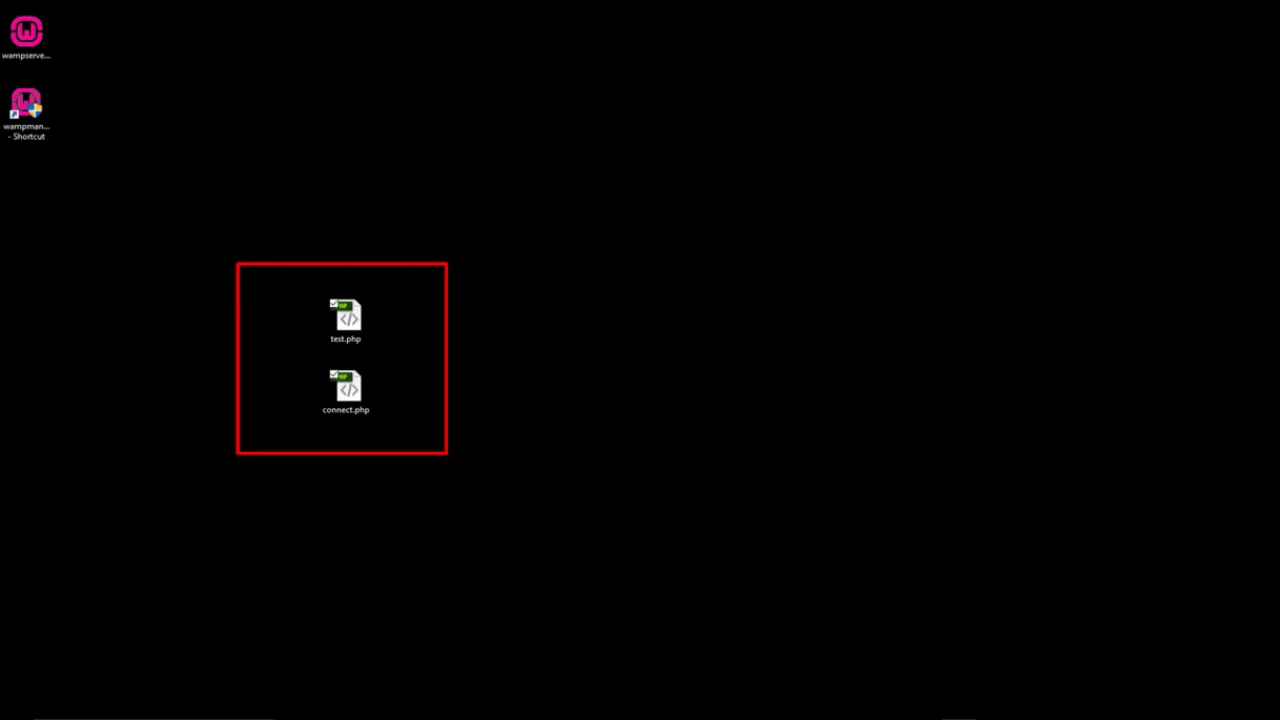 wampserve...
wampman...
- Shortcut
test.php
connect.php